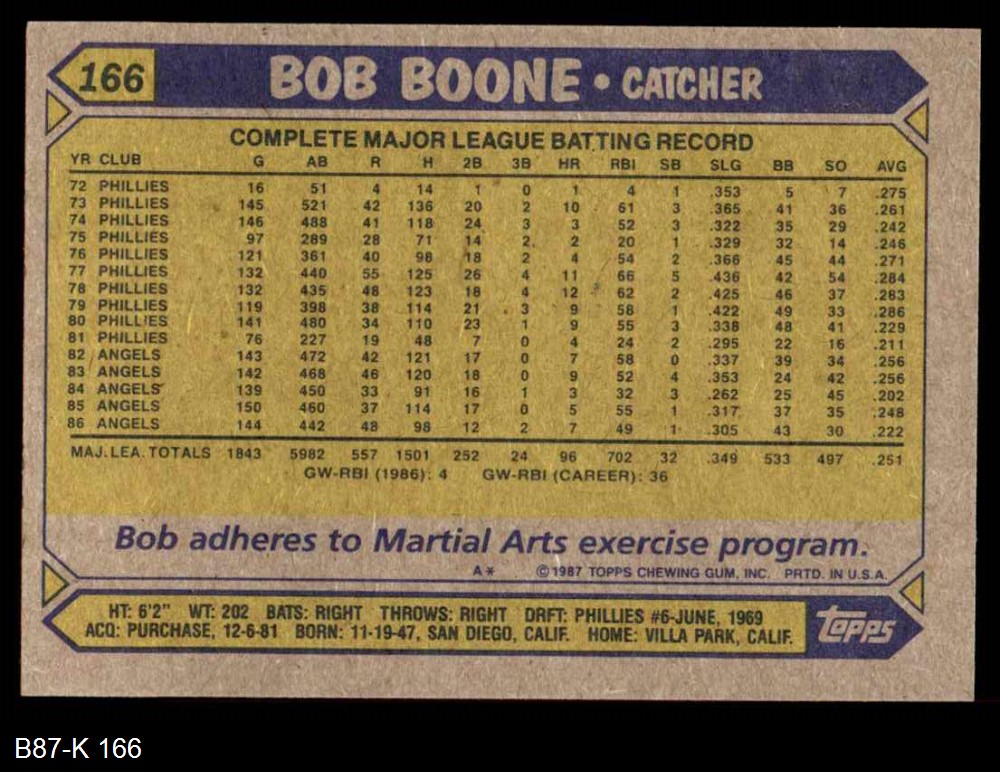 166 BOB BOONE • CATCHER
COMPLETE MAJOR LEAGUE BATTING RECORD
YR CLUB G AB R H 2B 3B HR RBI SB SLG BB SO AVG
72 PHILLIES 16 51 4 14 1 0 1 4 1 .353 5 7 .275
73 PHILLIES 145 521 42 136 20 2 10 61 3 .365 41 36 .261
74 PHILLIES 146 488 41 118 24 3 3 52 3 .322 35 29 .242
75 PHILLIES 97 289 28 71 14 2 2 20 1 .329 32 14 .246
76 PHILLIES 121 361 40 98 18 2 4 54 2 .366 45 44 .271
77 PHILLIES 132 440 55 125 26 4 11 66 5 .436 42 54 .284
78 PHILLIES 132 435 48 123 18 4 12 62 2 .425 46 37 .283
79 PHILLIES 119 398 38 114 21 3 9 58 1 .422 49 33 .286
80 PHILLIES 141 480 34 110 23 1 9 55 3 .338 48 41 .229
81 PHILLIES 76 227 19 48 7 0 4 24 2 .295 22 16 .211
82 ANGELS 143 472 42 121 17 0 7 58 0 .337 39 34 .256
83 ANGELS 142 468 46 120 18 0 9 52 4 .353 24 42 .256
84 ANGELS 139 450 33 91 16 1 3 32 3 .262 25 45 .202
85 ANGELS 150 460 37 114 17 0 5 55 1 .317 37 35 .248
86 ANGELS 144 442 48 98 12 2 7 49 1 .305 43 30 .222
MAJ. LEA. TOTALS 1843 5982 557 1501 252 24 96 702 32 .349 533 497 .251
GW-RBI (1986): 4 GW-RBI (CAREER): 36
Bob adheres to Martial Arts exercise program.
A* ©1987 TOPPS CHEWING GUM, INC. PRTD. IN U.S.A.
HT: 6'2" WT: 202 BATS: RIGHT THROWS: RIGHT DRFT: PHILLIES #6-JUNE, 1969
ACQ: PURCHASE, 12-6-81 BORN: 11-19-47, SAN DIEGO, CALIF. HOME: VILLA PARK, CALIF.
topps
B87-K 166